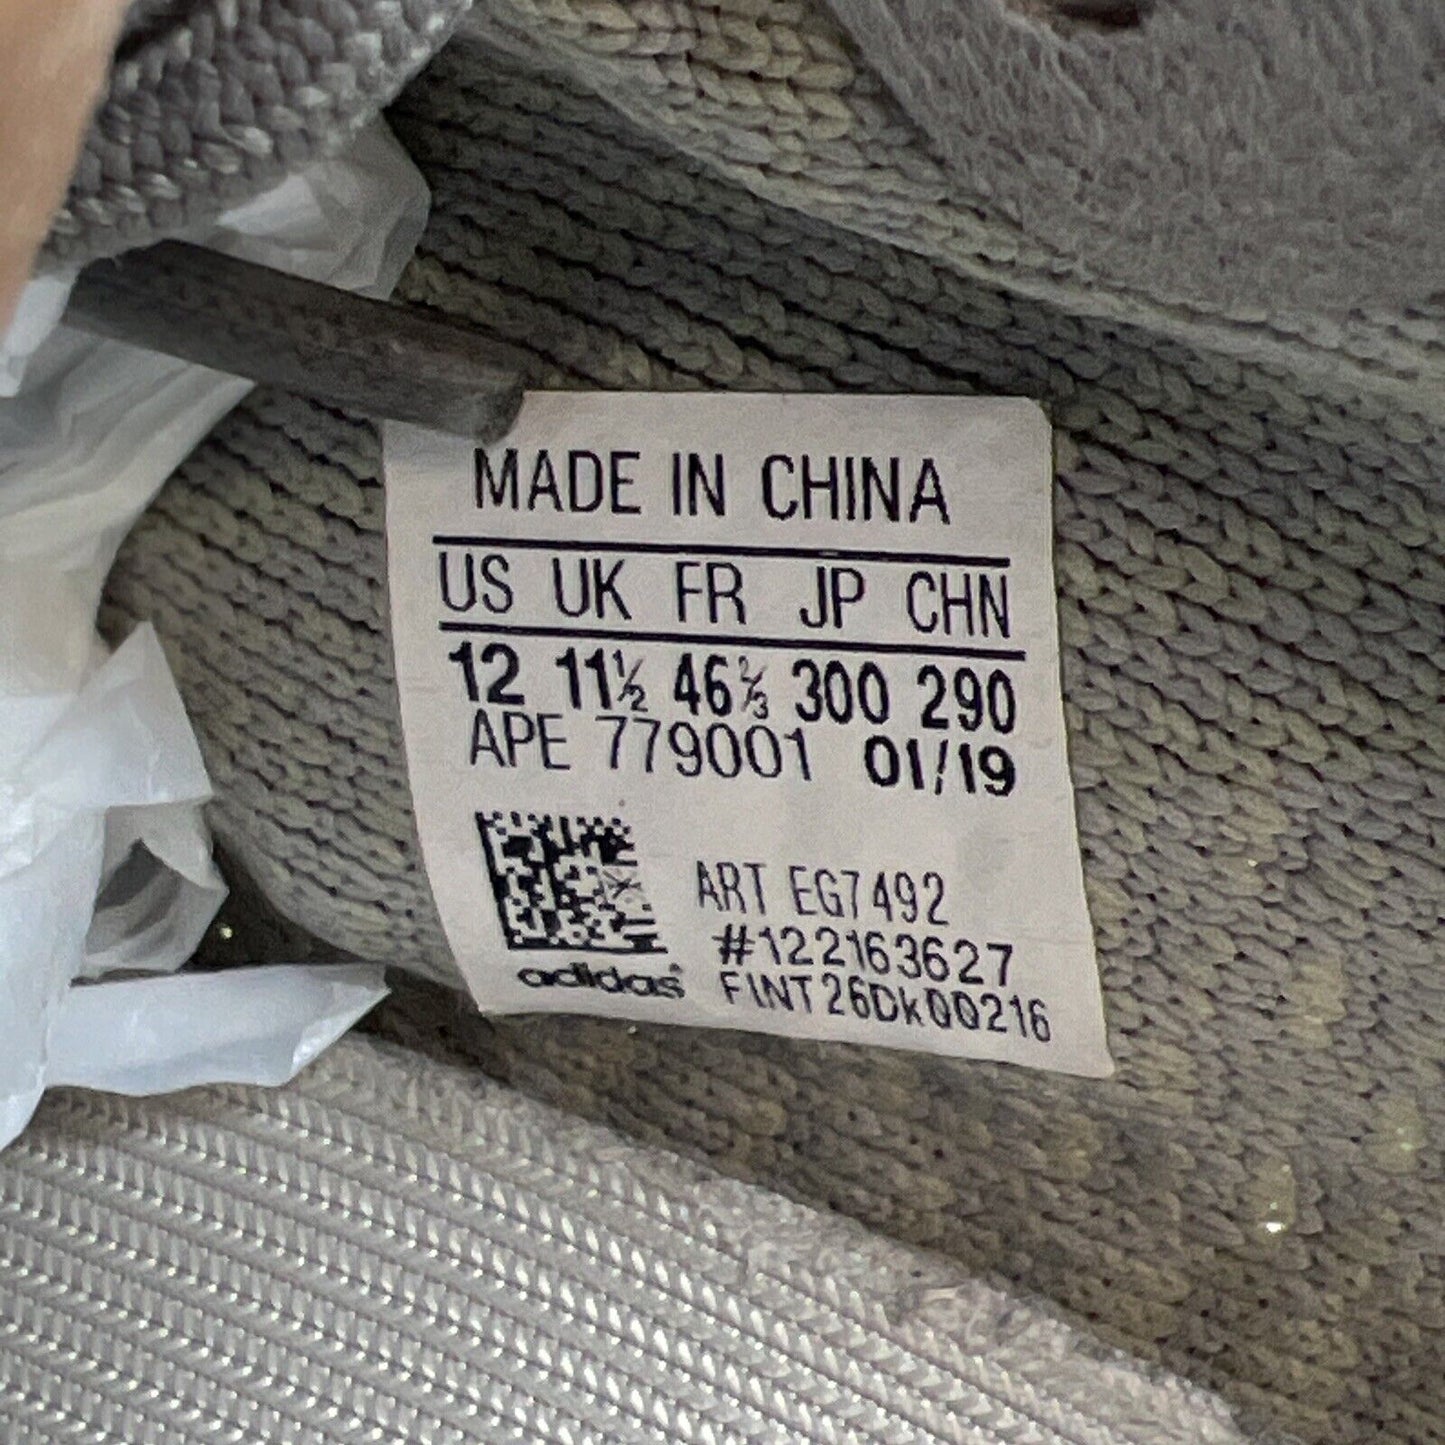 MADE IN CHINA
US UK FR JP CHN
12 11½ 46⅔ 300 290
APE 779001 01/19
ART EG7492
#122163627
adidas FINT26DK00216